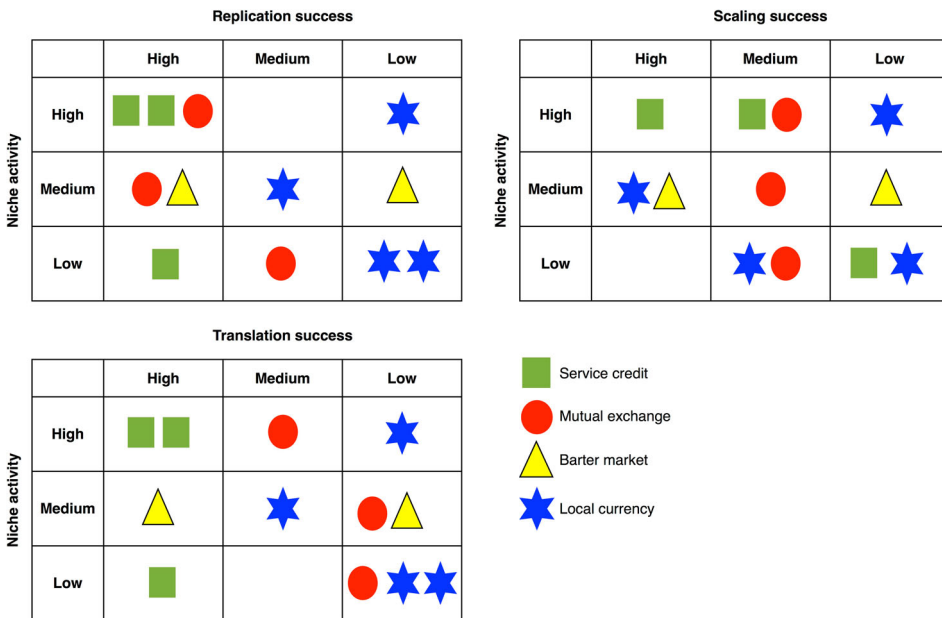 Replication success
High Medium Low
Niche activity
High
Medium
Low
Scaling success
High Medium Low
Niche activity
High
Medium
Low
Translation success
High Medium Low
Niche activity
High
Medium
Low
Service credit
Mutual exchange
Barter market
Local currency